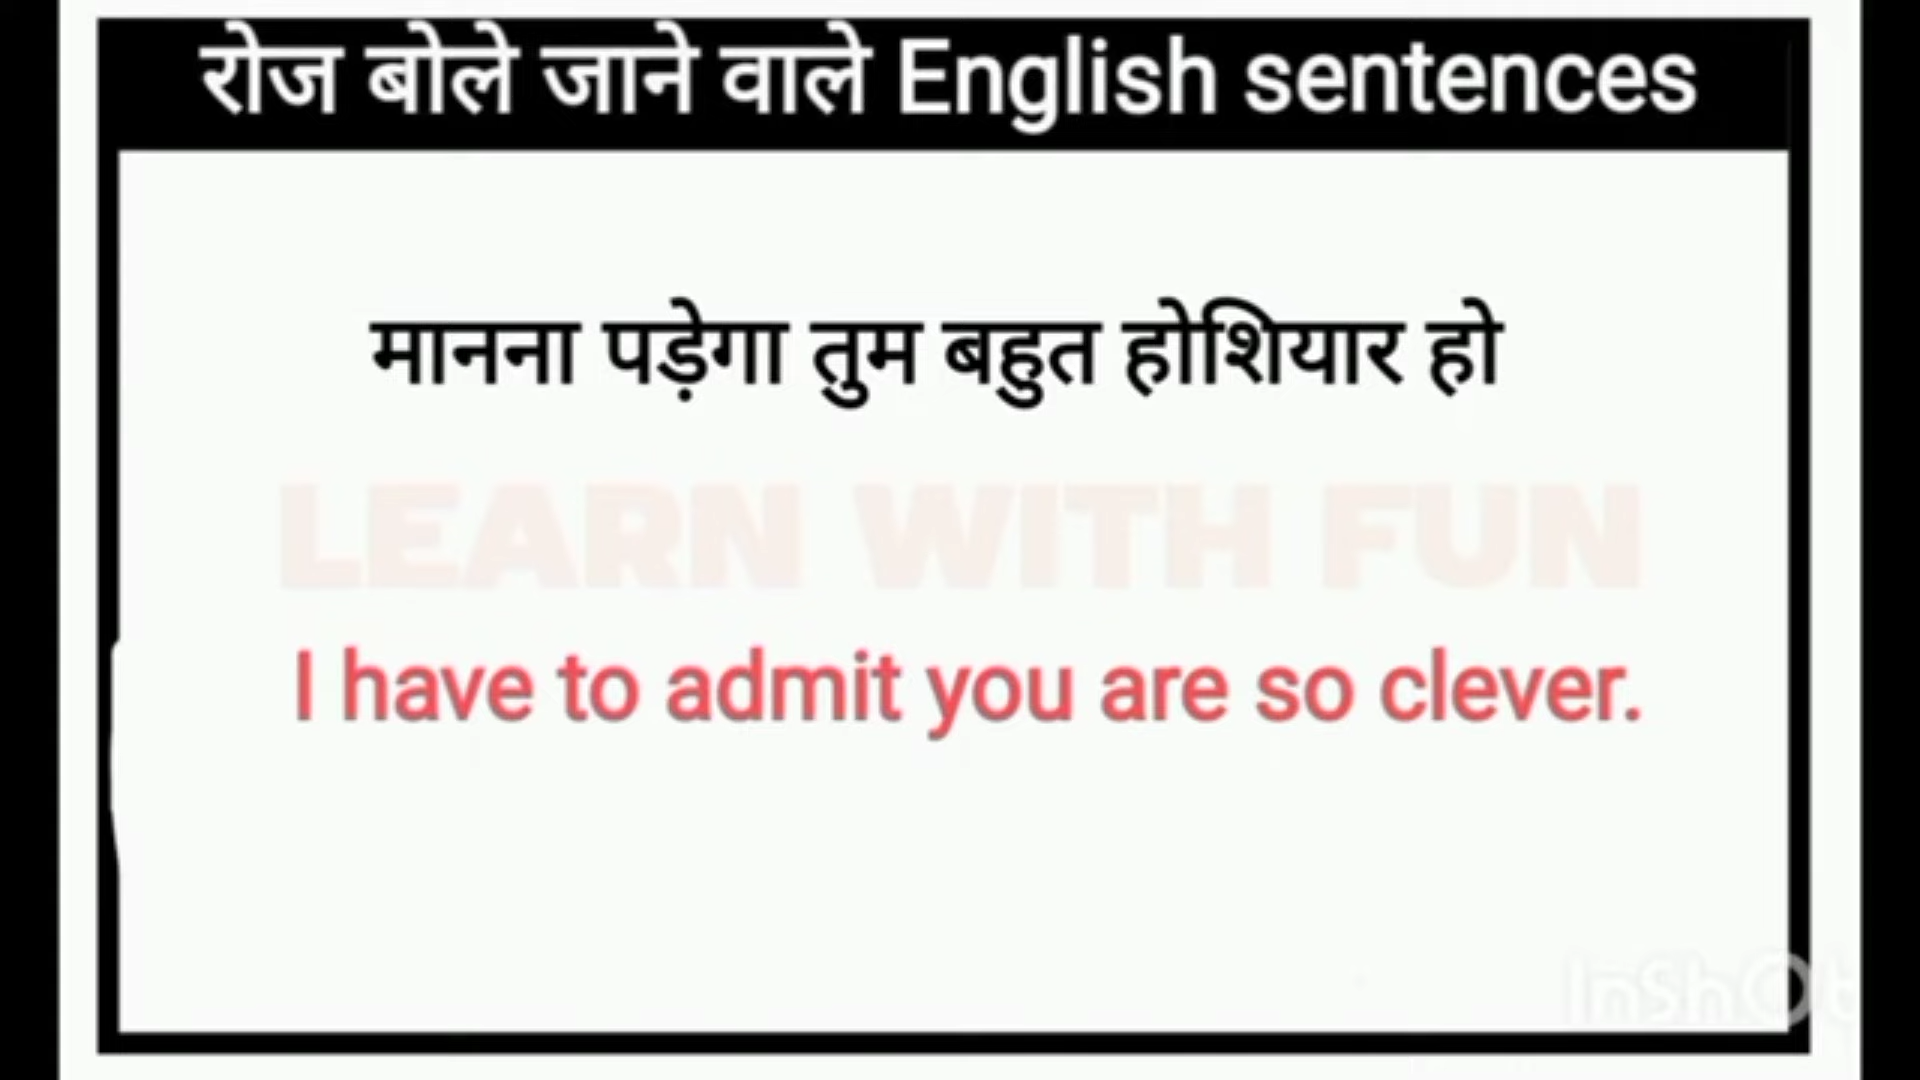 रोज बोले जाने वाले English sentences
मानना पड़ेगा तुम बहुत होशियार हो
LEARN WITH FUN
I have to admit you are so clever.
InShOt